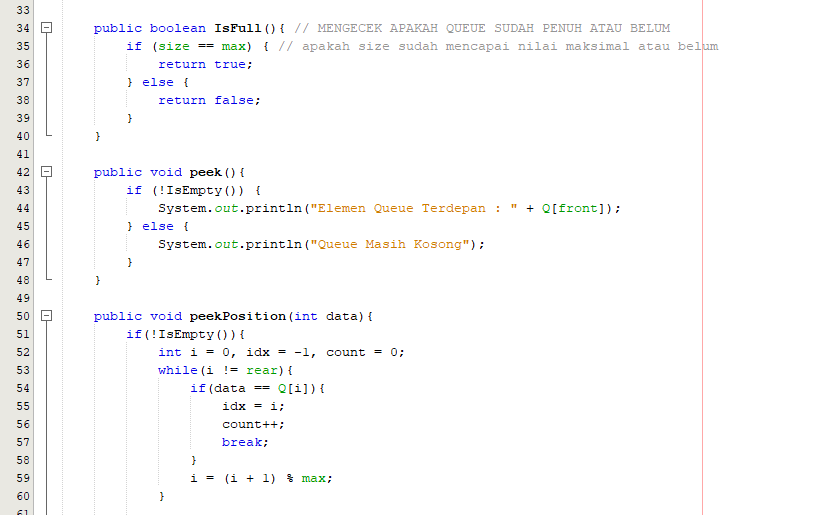 33
34 public boolean IsFull(){ // MENGECEK APAKAH QUEUE SUDAH PENUH ATAU BELUM
35 if (size == max) { // apakah size sudah mencapai nilai maksimal atau belum
36 return true;
37 } else {
38 return false;
39 }
40 }
41
42 public void peek(){
43 if (!IsEmpty()) {
44 System.out.println("Elemen Queue Terdepan : " + Q[front]);
45 } else {
46 System.out.println("Queue Masih Kosong");
47 }
48 }
49
50 public void peekPosition(int data){
51 if(!IsEmpty()){
52 int i = 0, idx = -1, count = 0;
53 while(i != rear){
54 if(data == Q[i]){
55 idx = i;
56 count++;
57 break;
58 }
59 i = (i + 1) % max;
60 }
61